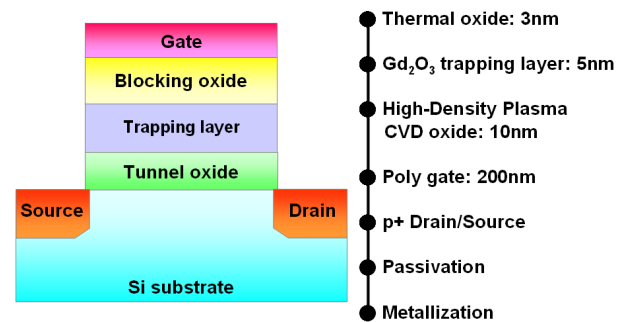 Gate
Blocking oxide
Trapping layer
Tunnel oxide
Source
Drain
Si substrate
Thermal oxide: 3nm
Gd₂O₃ trapping layer: 5nm
High-Density Plasma
CVD oxide: 10nm
Poly gate: 200nm
p+ Drain/Source
Passivation
Metallization